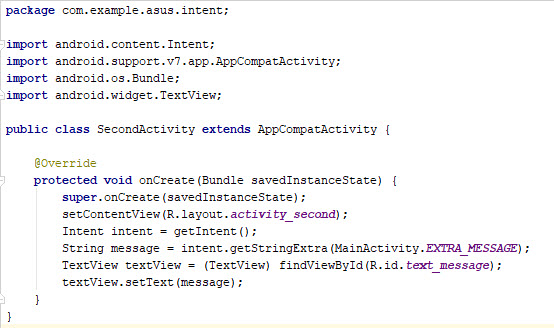 package com.example.asus.intent;
import android.content.Intent;
import android.support.v7.app.AppCompatActivity;
import android.os.Bundle;
import android.widget.TextView;
public class SecondActivity extends AppCompatActivity {
@Override
protected void onCreate(Bundle savedInstanceState) {
super.onCreate(savedInstanceState);
setContentView(R.layout.activity_second);
Intent intent = getIntent();
String message = intent.getStringExtra(MainActivity.EXTRA_MESSAGE);
TextView textView = (TextView) findViewById(R.id.text_message);
textView.setText(message);
}
}